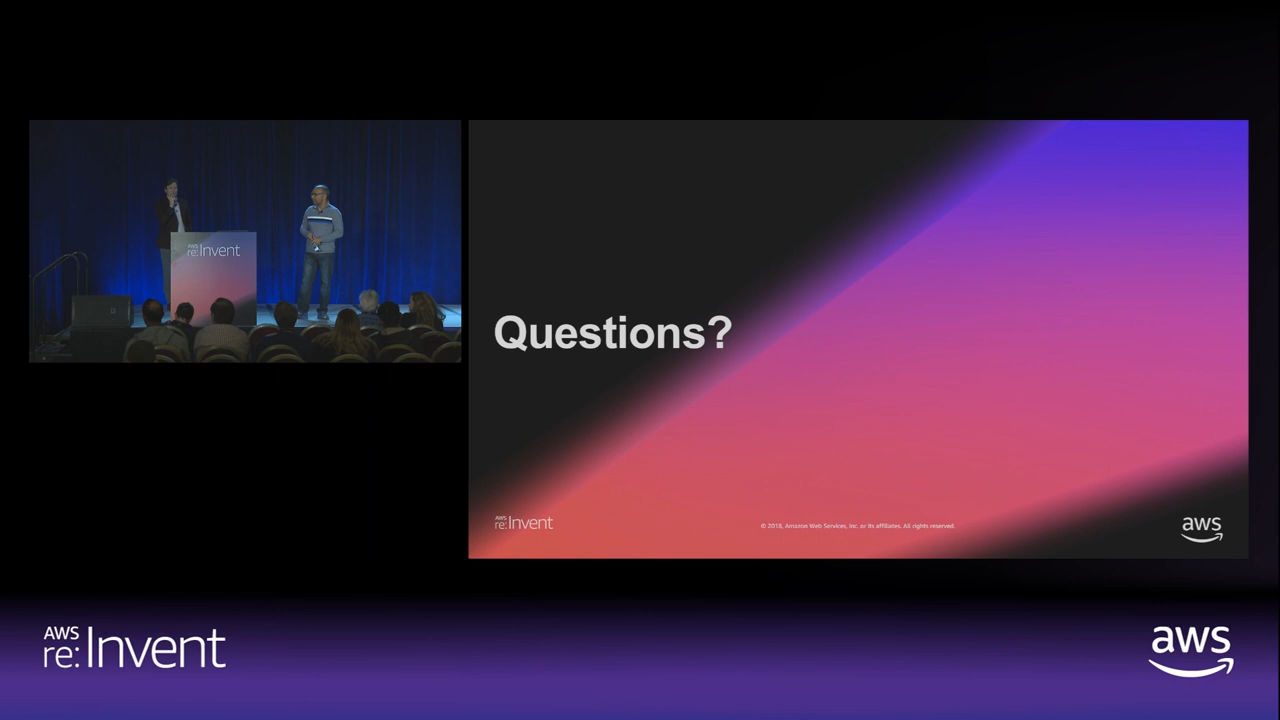 AWS
re:Invent
Questions?
AWS
re:Invent
© 2018, Amazon Web Services, Inc. or its affiliates. All rights reserved.
aws
AWS
re:Invent
aws